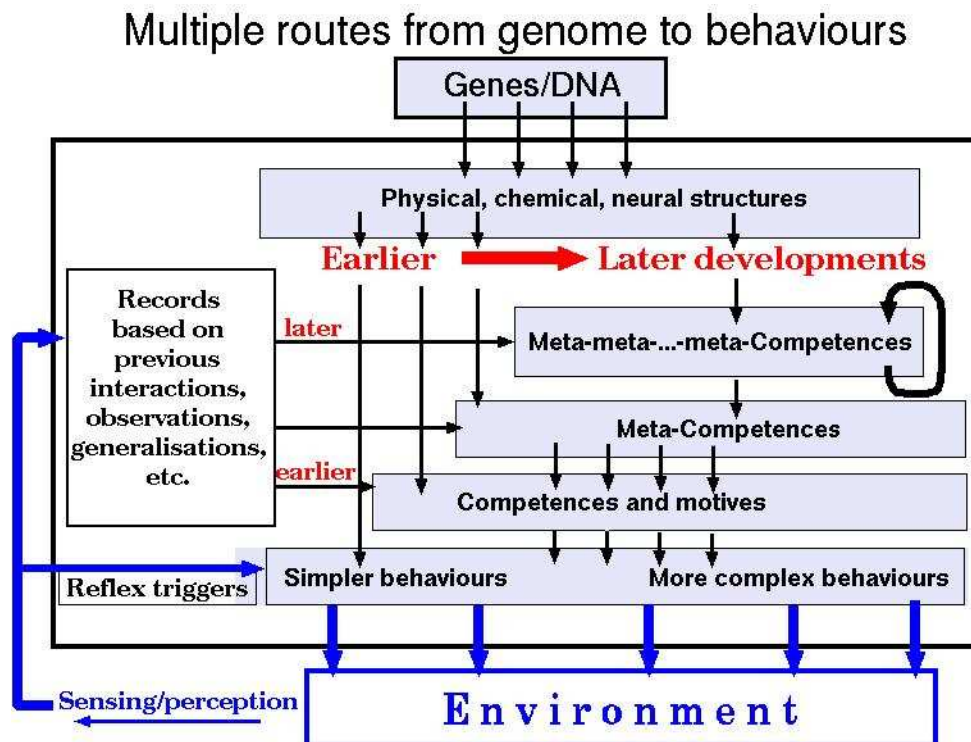 Multiple routes from genome to behaviours
Genes/DNA
Physical, chemical, neural structures
Earlier
Later developments
Records
based on
previous
interactions,
observations,
generalisations,
etc.
later
Meta-meta-...-meta-Competences
Meta-Competences
earlier
Competences and motives
Reflex triggers
Simpler behaviours
More complex behaviours
Sensing/perception
Environment